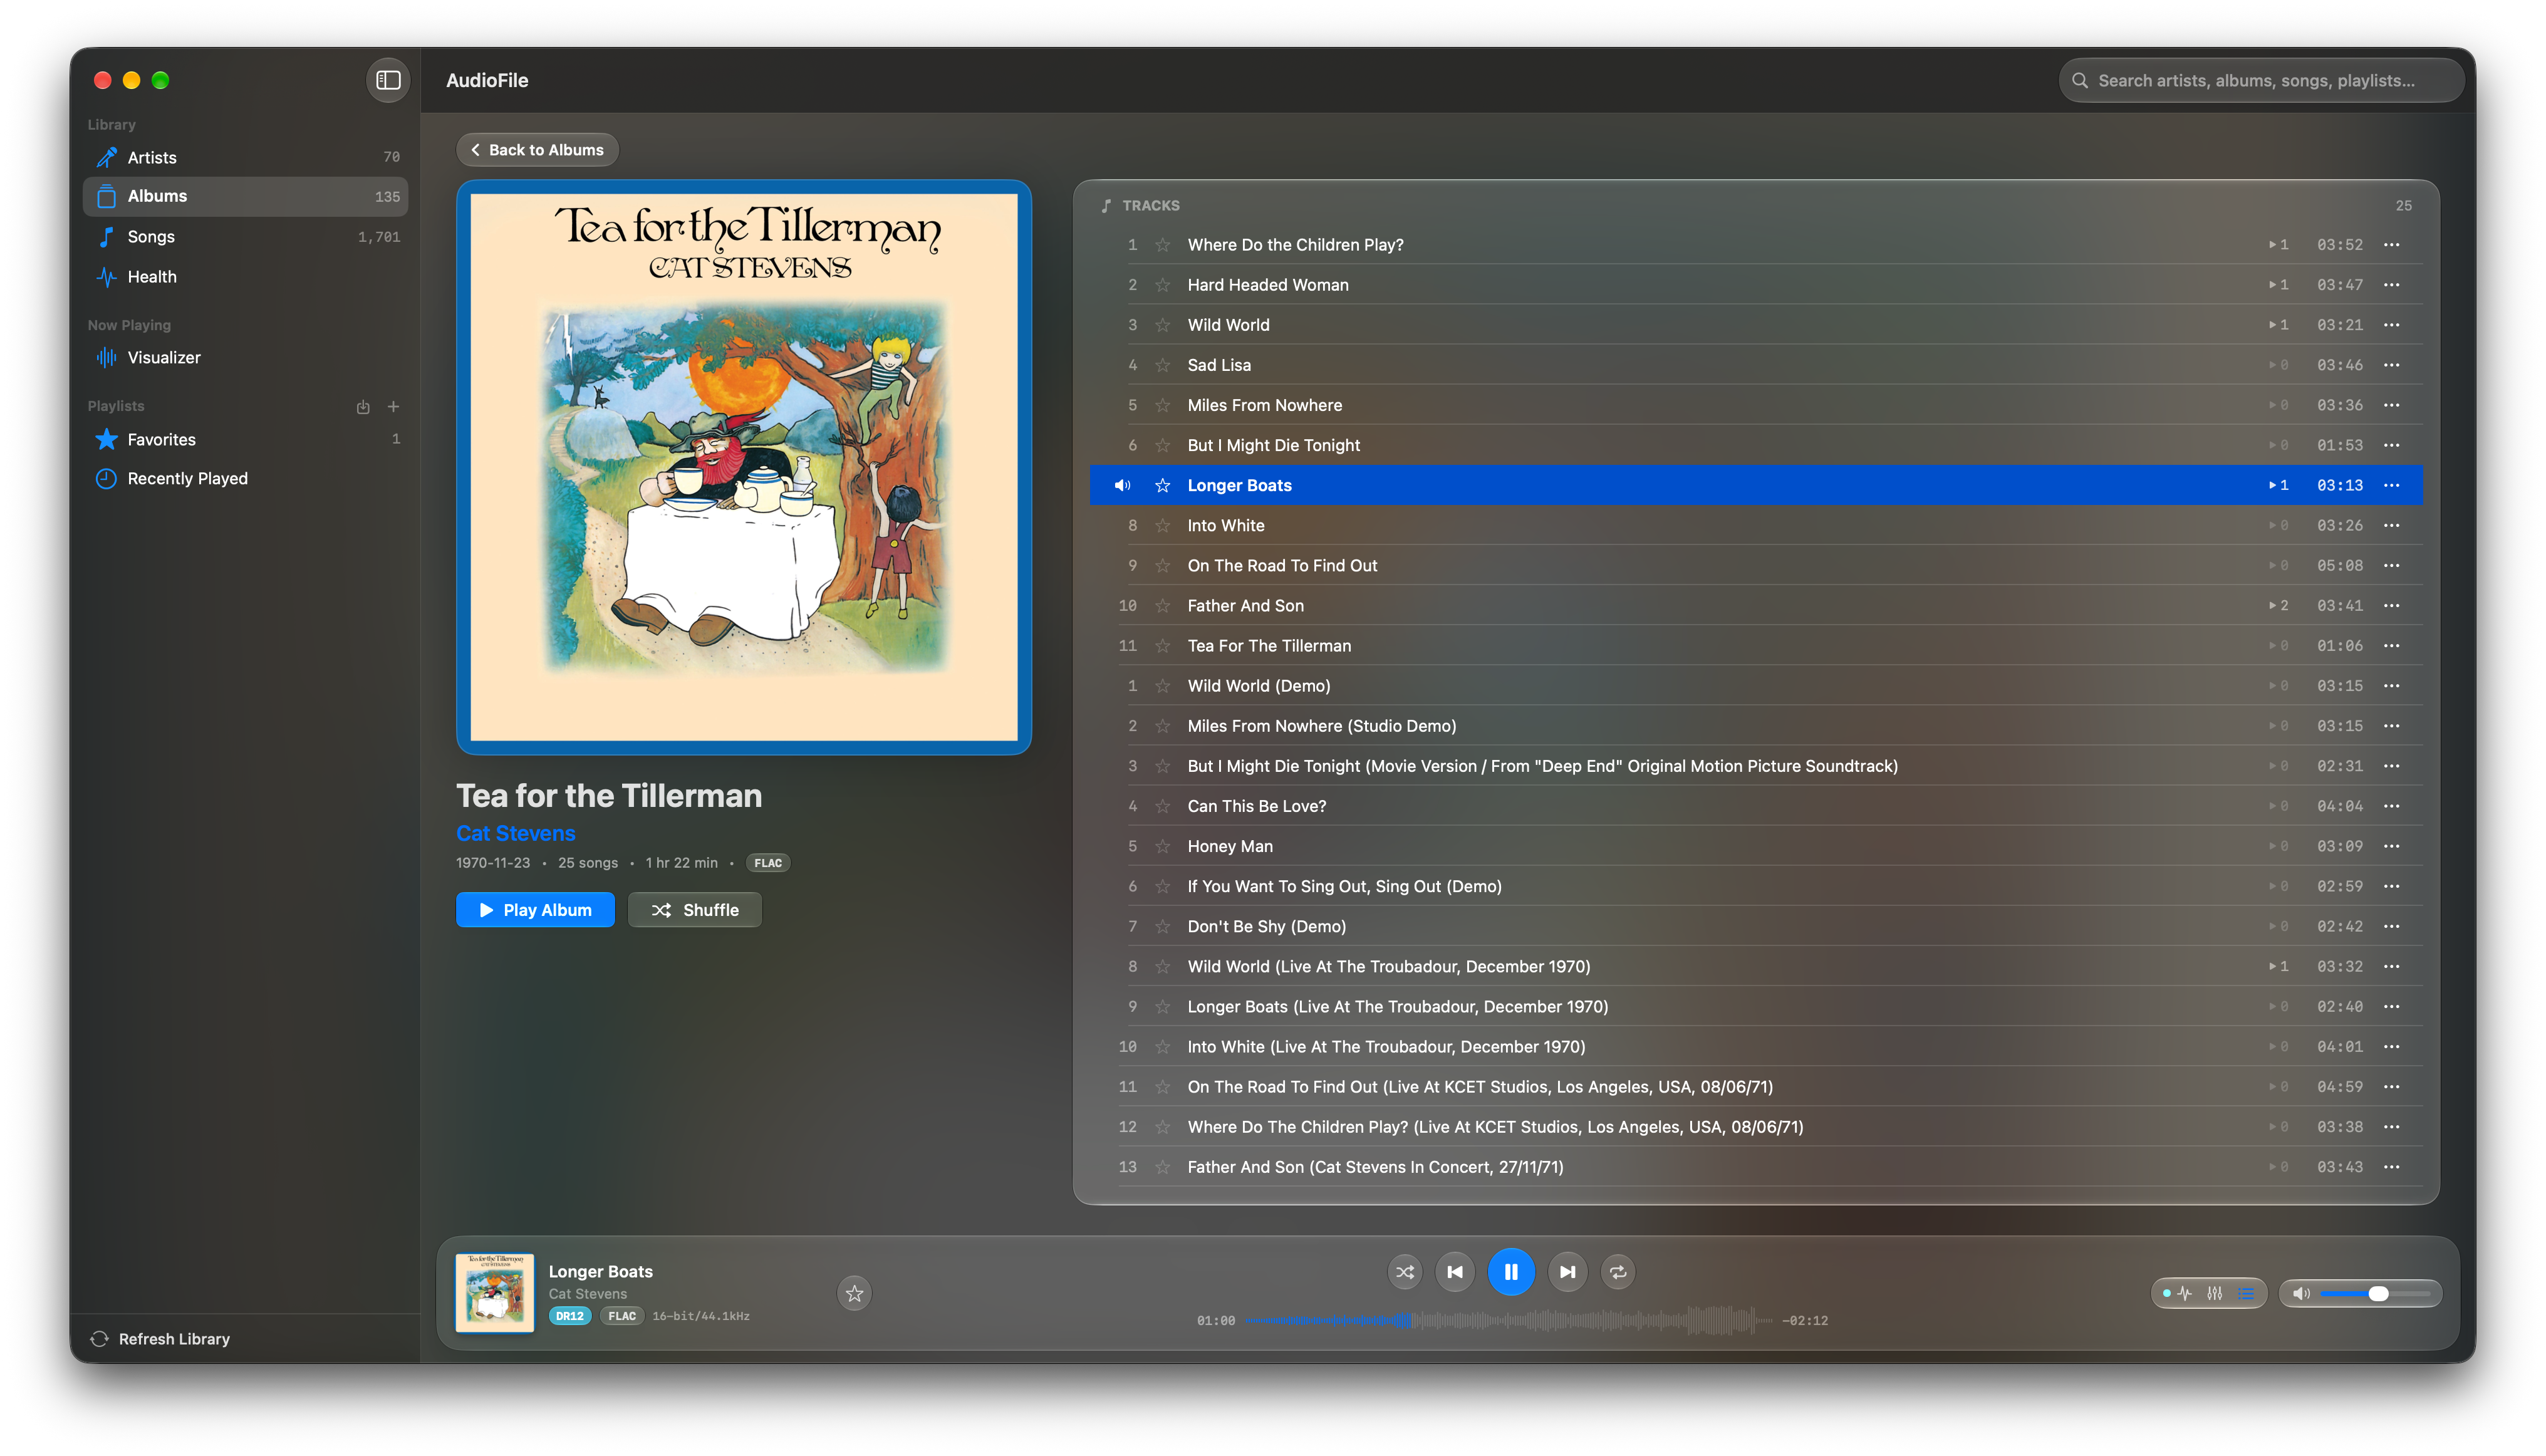 AudioFile
Search artists, albums, songs, playlists...
Library
Artists 70
Albums 135
Songs 1,701
Health
Now Playing
Visualizer
Playlists
Favorites 1
Recently Played
Refresh Library
Back to Albums
Tea for the Tillerman
CAT STEVENS
Tea for the Tillerman
Cat Stevens
1970-11-23 • 25 songs • 1 hr 22 min • FLAC
Play Album
Shuffle
TRACKS 25
1 Where Do the Children Play? 1 03:52
2 Hard Headed Woman 1 03:47
3 Wild World 1 03:21
4 Sad Lisa 0 03:46
5 Miles From Nowhere 0 03:36
6 But I Might Die Tonight 0 01:53
Longer Boats 1 03:13
8 Into White 0 03:26
9 On The Road To Find Out 0 05:08
10 Father And Son 2 03:41
11 Tea For The Tillerman 0 01:06
1 Wild World (Demo) 0 03:15
2 Miles From Nowhere (Studio Demo) 0 03:15
3 But I Might Die Tonight (Movie Version / From "Deep End" Original Motion Picture Soundtrack) 0 02:31
4 Can This Be Love? 0 04:04
5 Honey Man 0 03:09
6 If You Want To Sing Out, Sing Out (Demo) 0 02:59
7 Don't Be Shy (Demo) 0 02:42
8 Wild World (Live At The Troubadour, December 1970) 1 03:32
9 Longer Boats (Live At The Troubadour, December 1970) 0 02:40
10 Into White (Live At The Troubadour, December 1970) 0 04:01
11 On The Road To Find Out (Live At KCET Studios, Los Angeles, USA, 08/06/71) 0 04:59
12 Where Do The Children Play? (Live At KCET Studios, Los Angeles, USA, 08/06/71) 0 03:38
13 Father And Son (Cat Stevens In Concert, 27/11/71) 0 03:43
Tea for the Tillerman
CAT STEVENS
Longer Boats
Cat Stevens
DR12 FLAC 16-bit/44.1kHz
01:00 -02:12